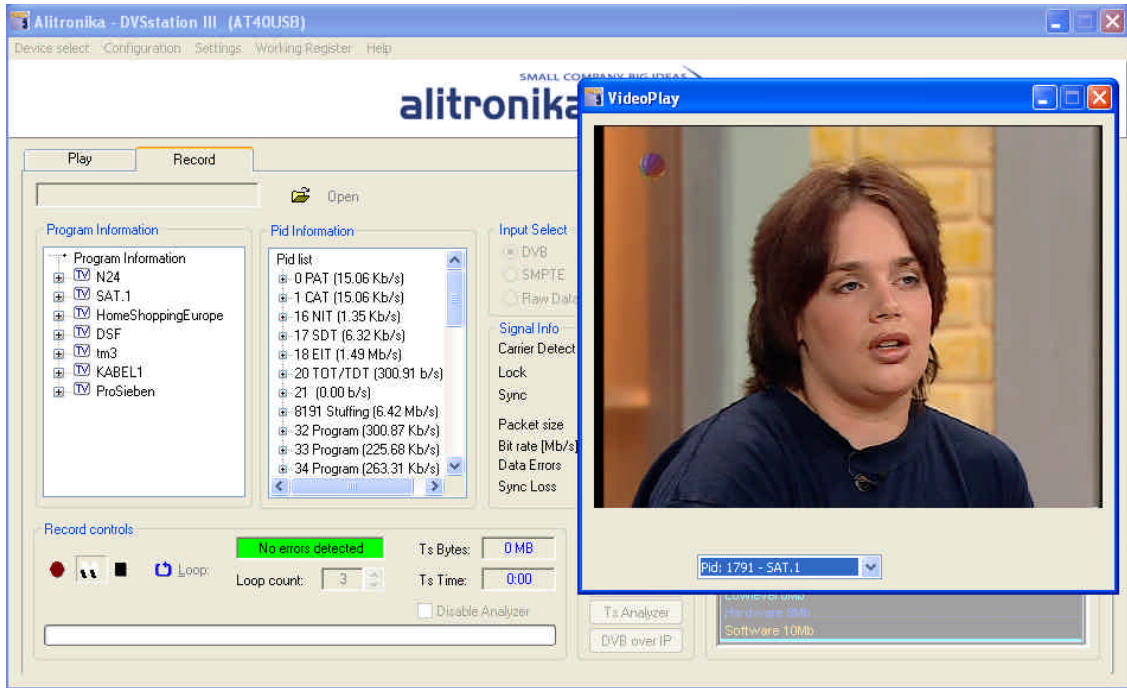 Alitronika - DVSstation III (AT40USB)
Device select Configuration Settings Working Register Help
SMALL COMPANY BIG IDEAS
alitronika
VideoPlay
Play
Record
Open
Program Information
Program Information
N24
SAT.1
HomeShoppingEurope
DSF
tm3
KABEL1
ProSieben
Pid Information
Pid list
0 PAT (15.06 Kb/s)
1 CAT (15.06 Kb/s)
16 NIT (1.35 Kb/s)
17 SDT (6.32 Kb/s)
18 EIT (1.49 Mb/s)
20 TOT/TDT (300.91 b/s)
21 (0.00 b/s)
8191 Stuffing (6.42 Mb/s)
32 Program (300.87 Kb/s)
33 Program (225.68 Kb/s)
34 Program (263.31 Kb/s)
Input Select
DVB
SMPTE
Raw Data
Signal Info
Carrier Detect
Lock
Sync
Packet size
Bit rate [Mb/s]
Data Errors
Sync Loss
Pid: 1791 - SAT.1
Record controls
Loop:
No errors detected
Loop count: 3
Ts Bytes: 0 MB
Ts Time: 0:00
Disable Analyzer
Ts Analyzer
DVB over IP
Lowlevel 0Mb
Hardware 8Mb
Software 10Mb